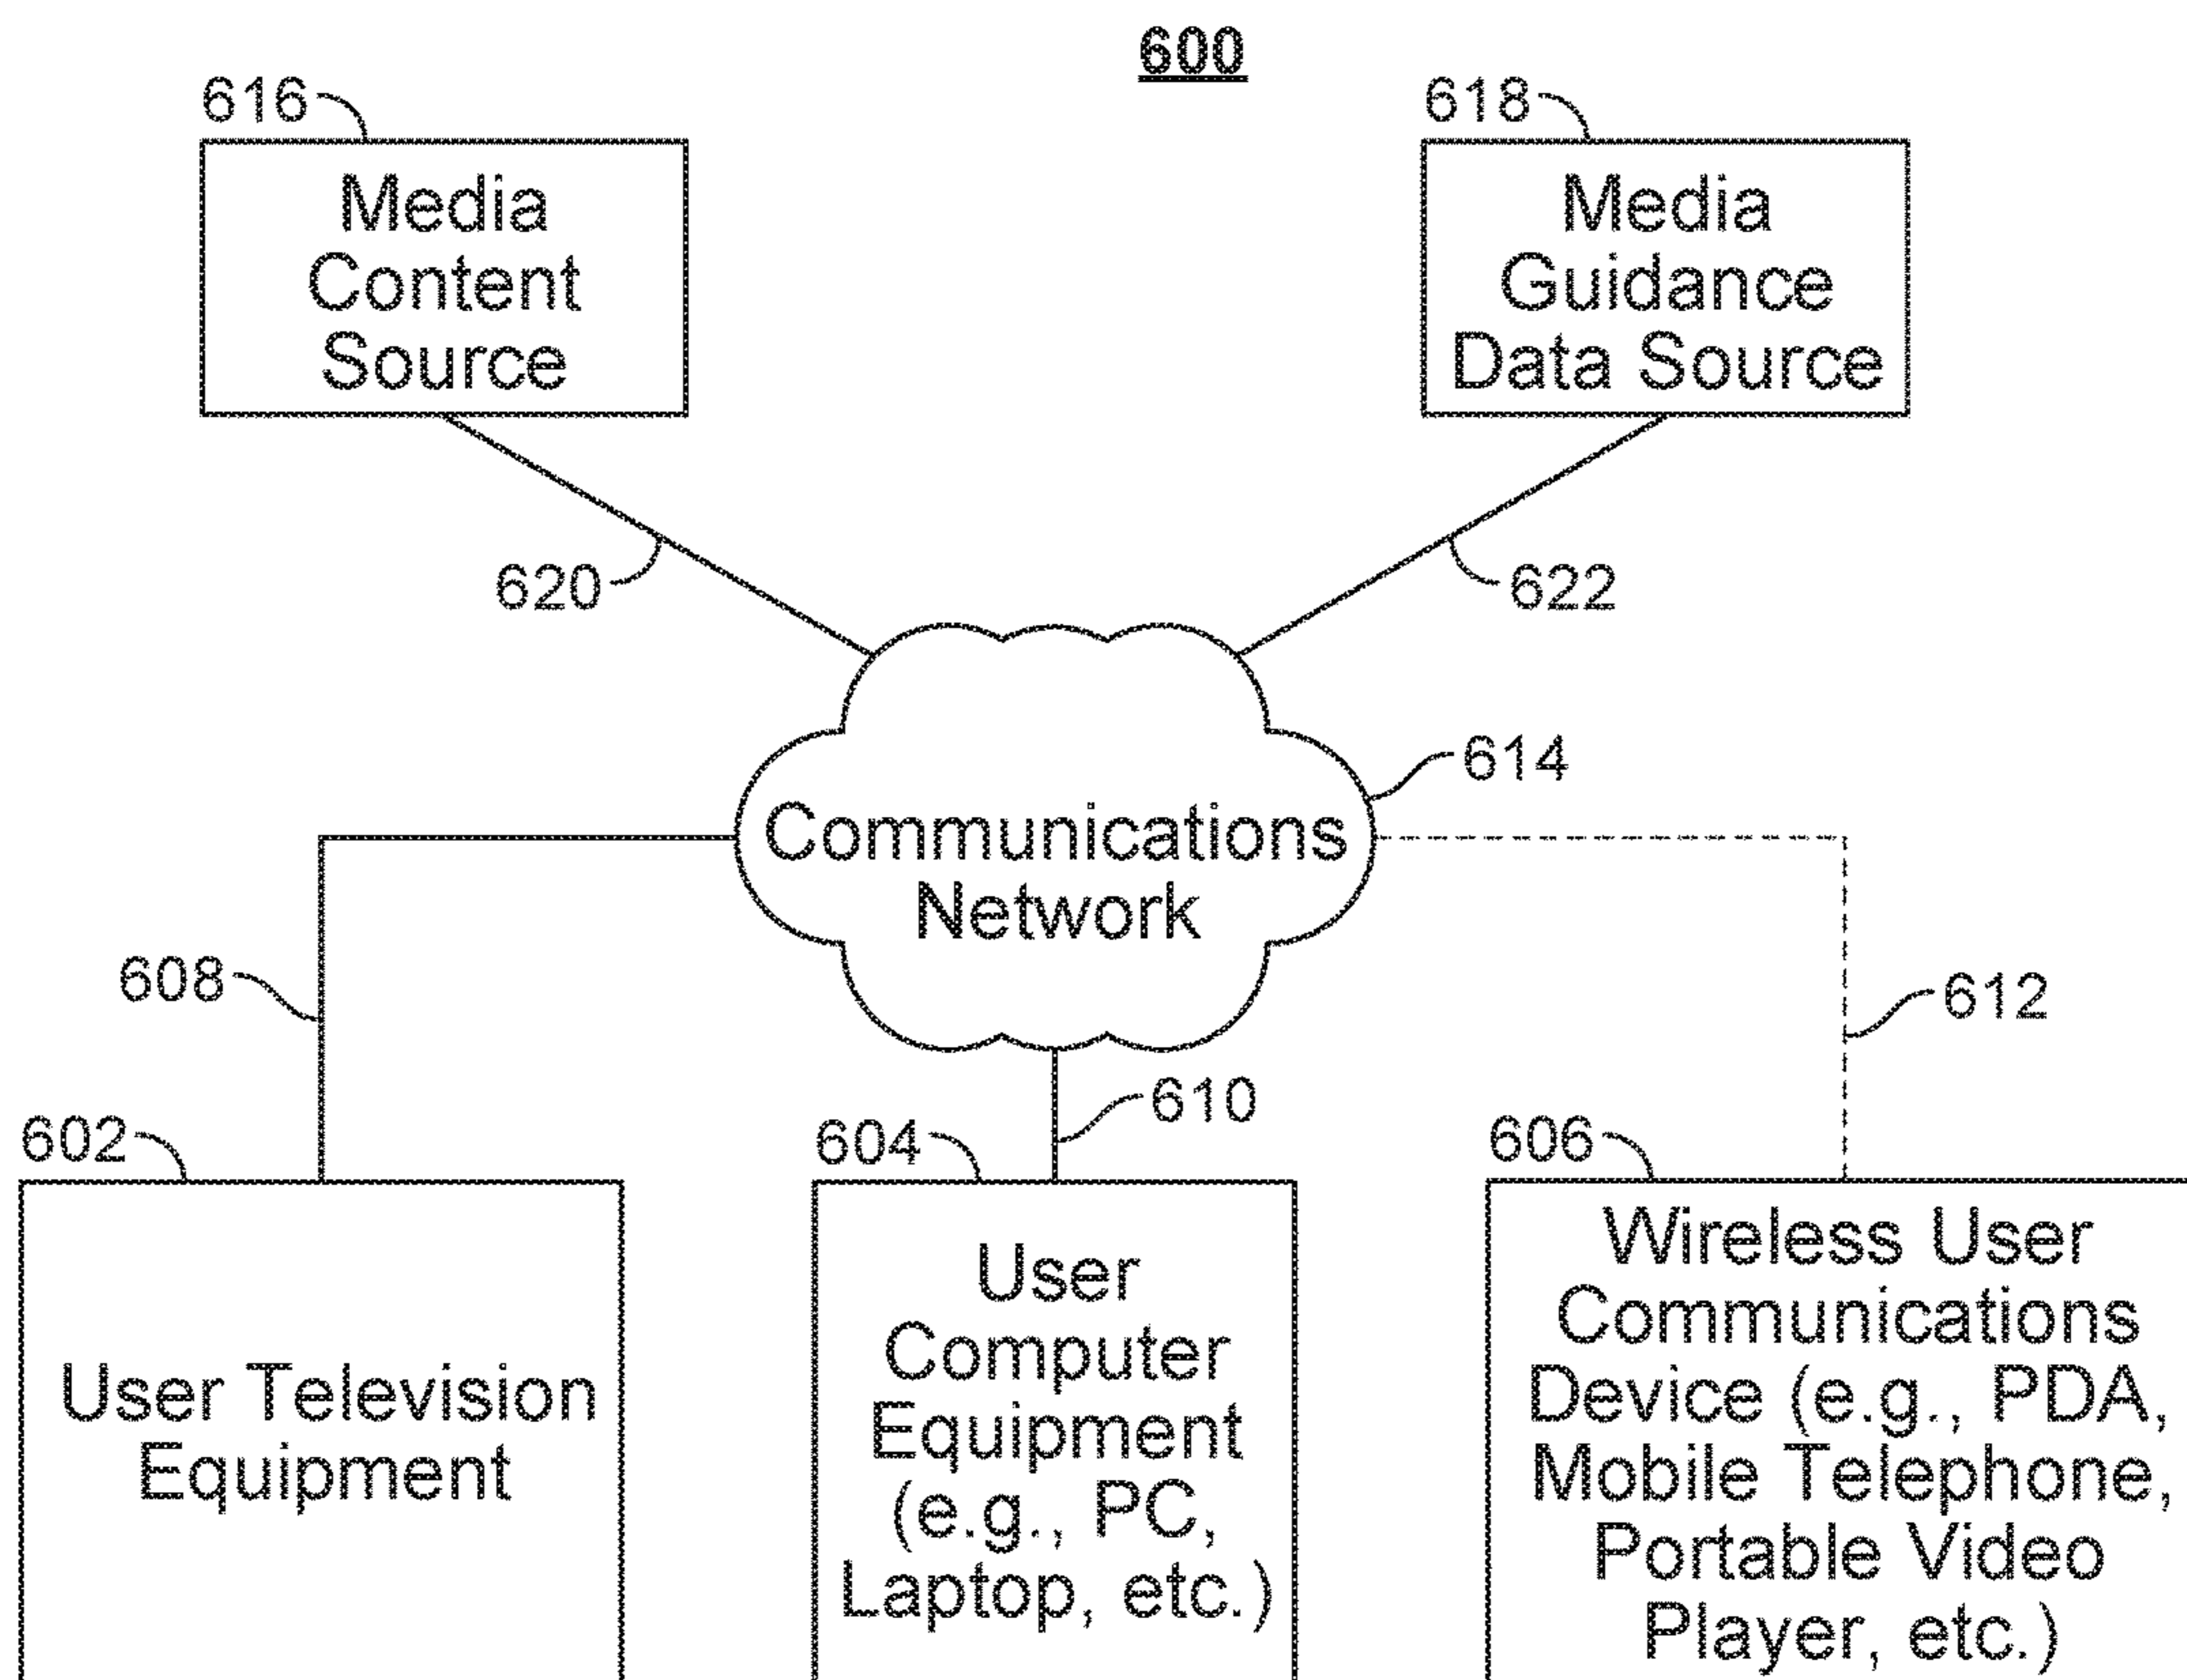 600
616
Media
Content
Source
618
Media
Guidance
Data Source
620
622
614
Communications
Network
608
612
610
602
User Television
Equipment
604
User
Computer
Equipment
(e.g., PC,
Laptop, etc.)
606
Wireless User
Communications
Device (e.g., PDA,
Mobile Telephone,
Portable Video
Player, etc.)